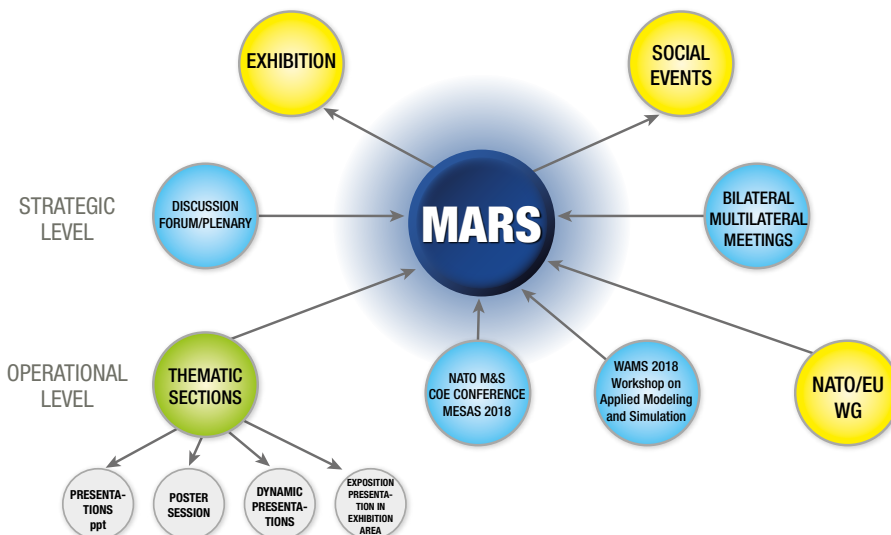 EXHIBITION
SOCIAL
EVENTS
STRATEGIC
LEVEL
DISCUSSION
FORUM/PLENARY
MARS
BILATERAL
MULTILATERAL
MEETINGS
OPERATIONAL
LEVEL
THEMATIC
SECTIONS
NATO M&S
COE CONFERENCE
MESAS 2018
WAMS 2018
Workshop on
Applied Modeling
and Simulation
NATO/EU
WG
PRESENTA-
TIONS
ppt
POSTER
SESSION
DYNAMIC
PRESENTA-
TIONS
EXPOSITION
PRESENTA-
TION IN
EXHIBITION
AREA